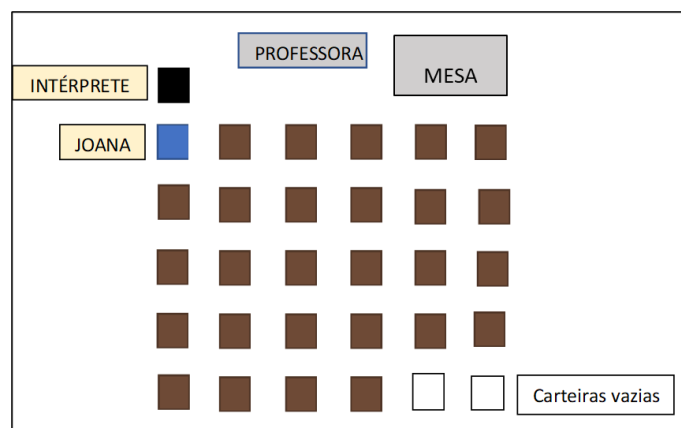 PROFESSORA
MESA
INTÉRPRETE
JOANA
Carteiras vazias